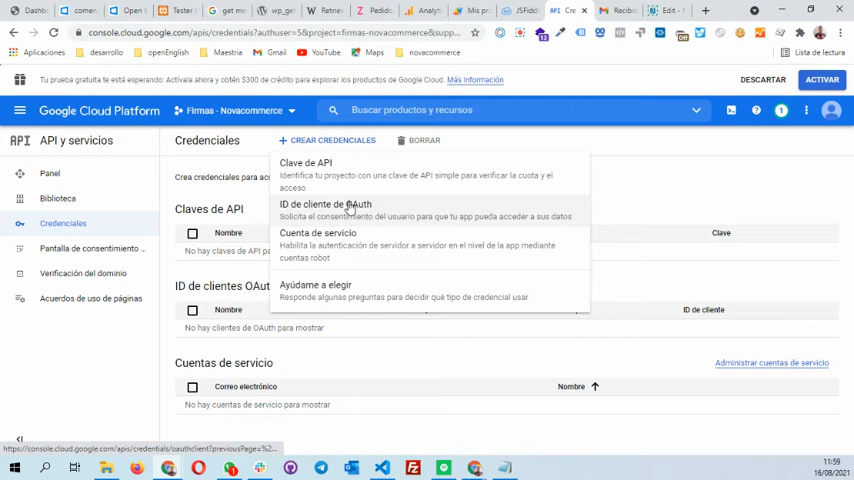 ID d
comen
Open S
Tester
get me
wp_get
Retriev
Pedido
Analytic
Mis pro
JSFiddl
API Cre
Recibid
Edit - N
console.cloud.google.com/apis/credentials?authuser=5&project=firmas-novacommerce&supp...
Aplicaciones desarrollo openEnglish Maestria Gmail YouTube Maps novacommerce Lista de lectura
Tu prueba gratuita te está esperando: Actívala ahora y obtén $300 de crédito para explorar los productos de Google Cloud. Más información DESCARTAR ACTIVAR
Google Cloud Platform Firmas - Novacommerce Buscar productos y recursos 1
API API y servicios Credenciales + CREAR CREDENCIALES BORRAR
Panel
Biblioteca
Credenciales
Pantalla de consentimiento ...
Verificación del dominio
Acuerdos de uso de páginas
Crea credenciales para ac
Clave de API
Identifica tu proyecto con una clave de API simple para verificar la cuota y el
acceso
ID de cliente de OAuth
Solicita el consentimiento del usuario para que tu app pueda acceder a sus datos
Cuenta de servicio
Habilita la autenticación de servidor a servidor en el nivel de la app mediante
cuentas robot
Ayúdame a elegir
Responde algunas preguntas para decidir qué tipo de credencial usar
Claves de API
Nombre Clave
No hay claves de API pa
ID de clientes OAut
Nombre ID de cliente
No hay clientes de OAuth para mostrar
Cuentas de servicio Administrar cuentas de servicio
Correo electrónico Nombre
No hay cuentas de servicio para mostrar
https://console.cloud.google.com/apis/credentials/oauthclient?previousPage=%2...
11:59
16/08/2021